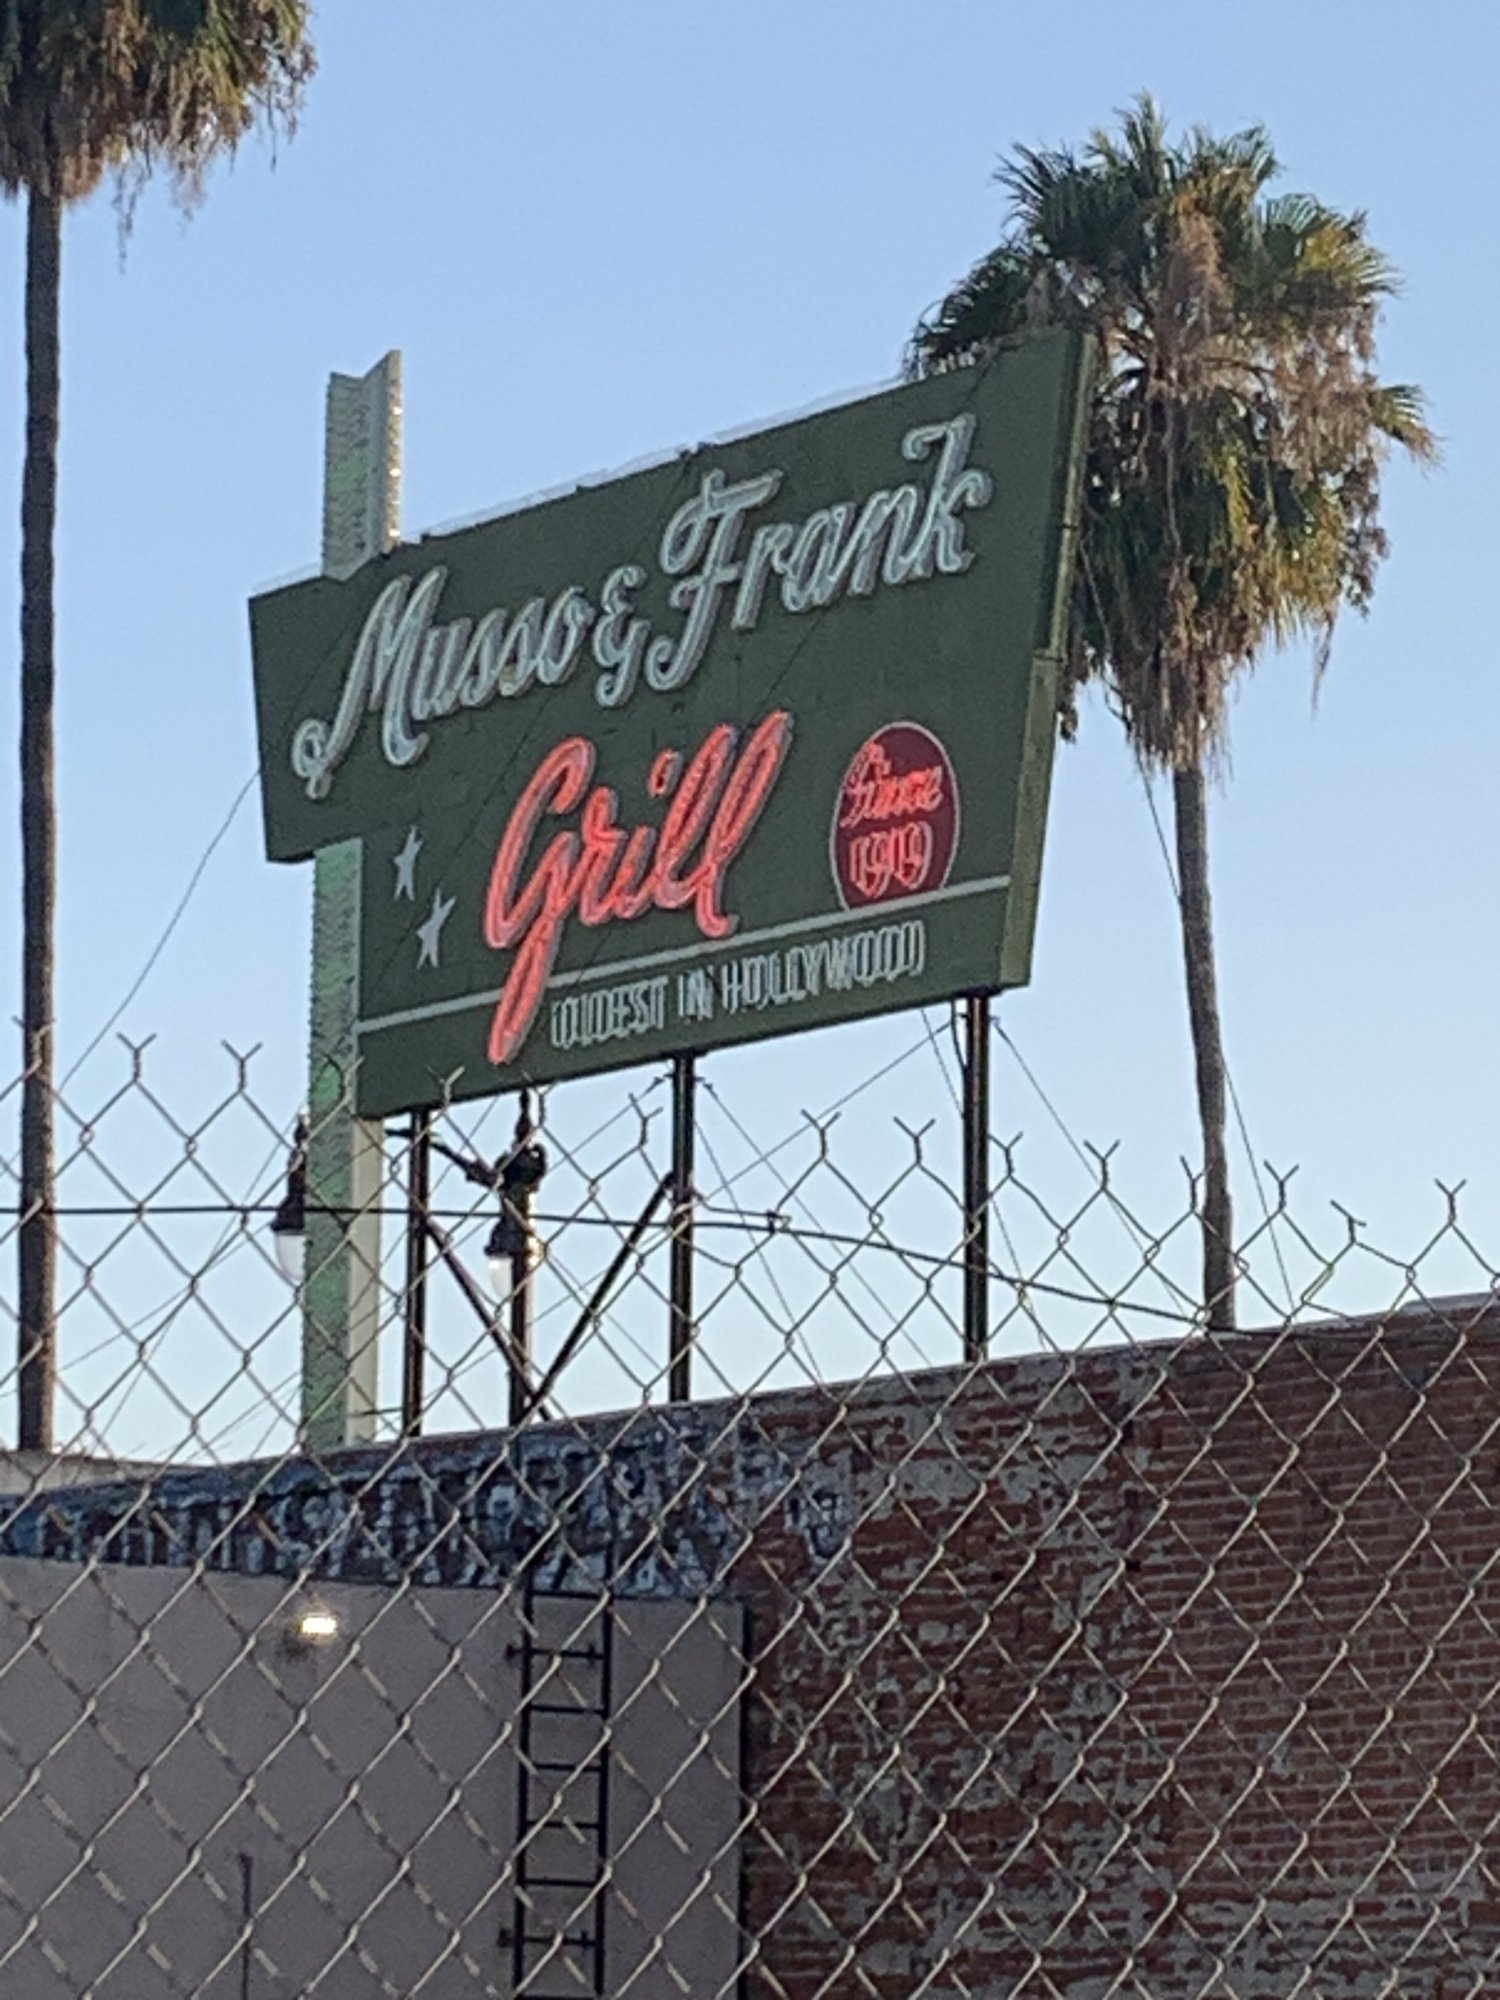 Musso & Frank
Grill
Since
1919
OLDEST IN HOLLYWOOD